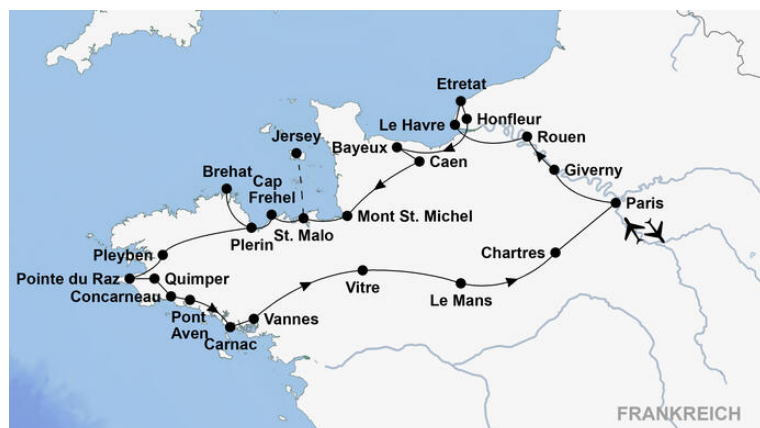 Etretat
Le Havre
Honfleur
Jersey
Bayeux
Rouen
Caen
Brehat
Cap
Frehel
Giverny
Paris
Mont St. Michel
St. Malo
Plerin
Pleyben
Chartres
Pointe du Raz
Quimper
Vitre
Le Mans
Concarneau
Pont
Aven
Vannes
Carnac
FRANKREICH